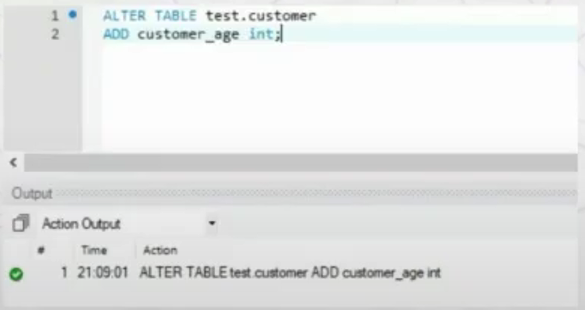 1 ALTER TABLE test.customer
2 ADD customer_age int;
Output
Action Output
# Time Action
1 21:09:01 ALTER TABLE test.customer ADD customer_age int